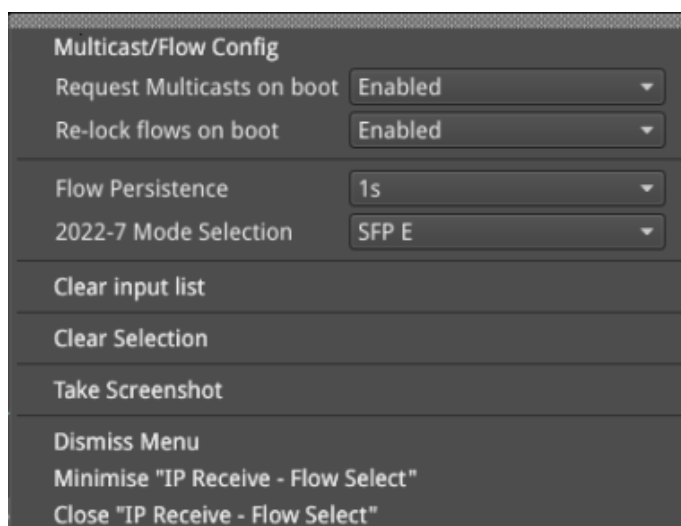 Multicast/Flow Config
Request Multicasts on boot Enabled
Re-lock flows on boot Enabled
Flow Persistence 1s
2022-7 Mode Selection SFP E
Clear input list
Clear Selection
Take Screenshot
Dismiss Menu
Minimise "IP Receive - Flow Select"
Close "IP Receive - Flow Select"